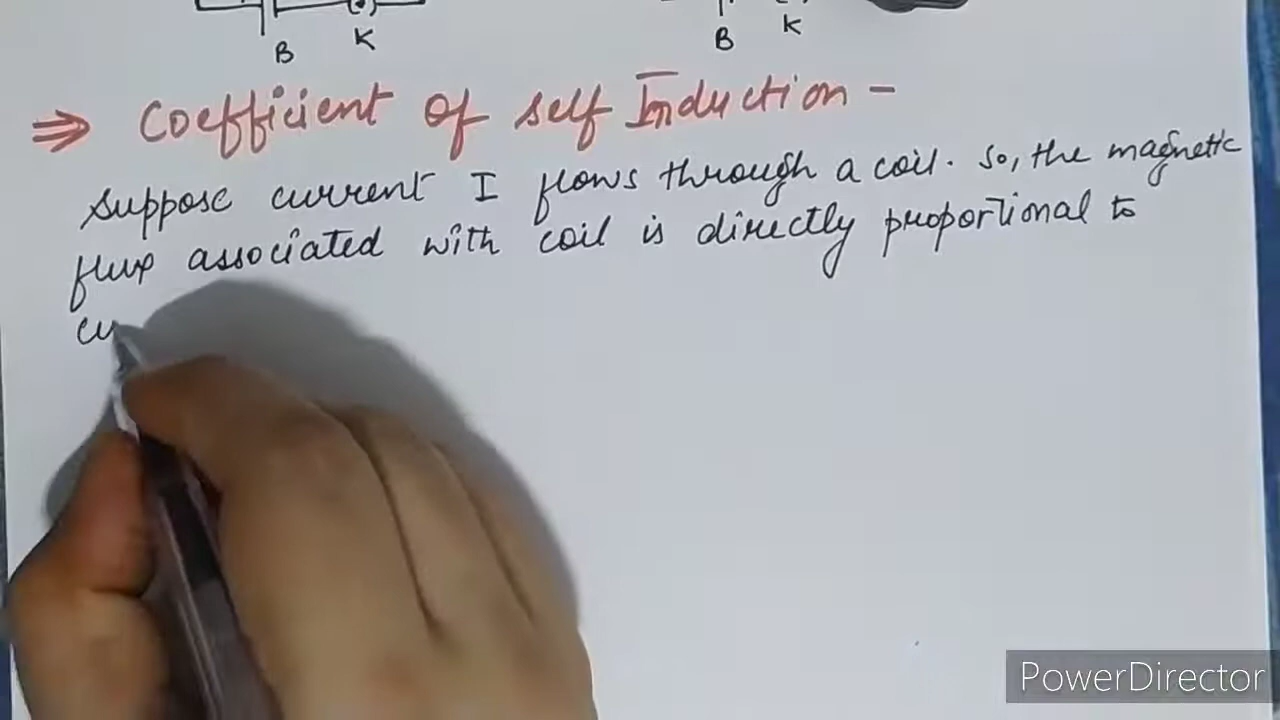 B K B K
⇒ Coefficient of self Induction -
Suppose current I flows through a coil. So, the magnetic
flux associated with coil is directly proportional to
cu
PowerDirector